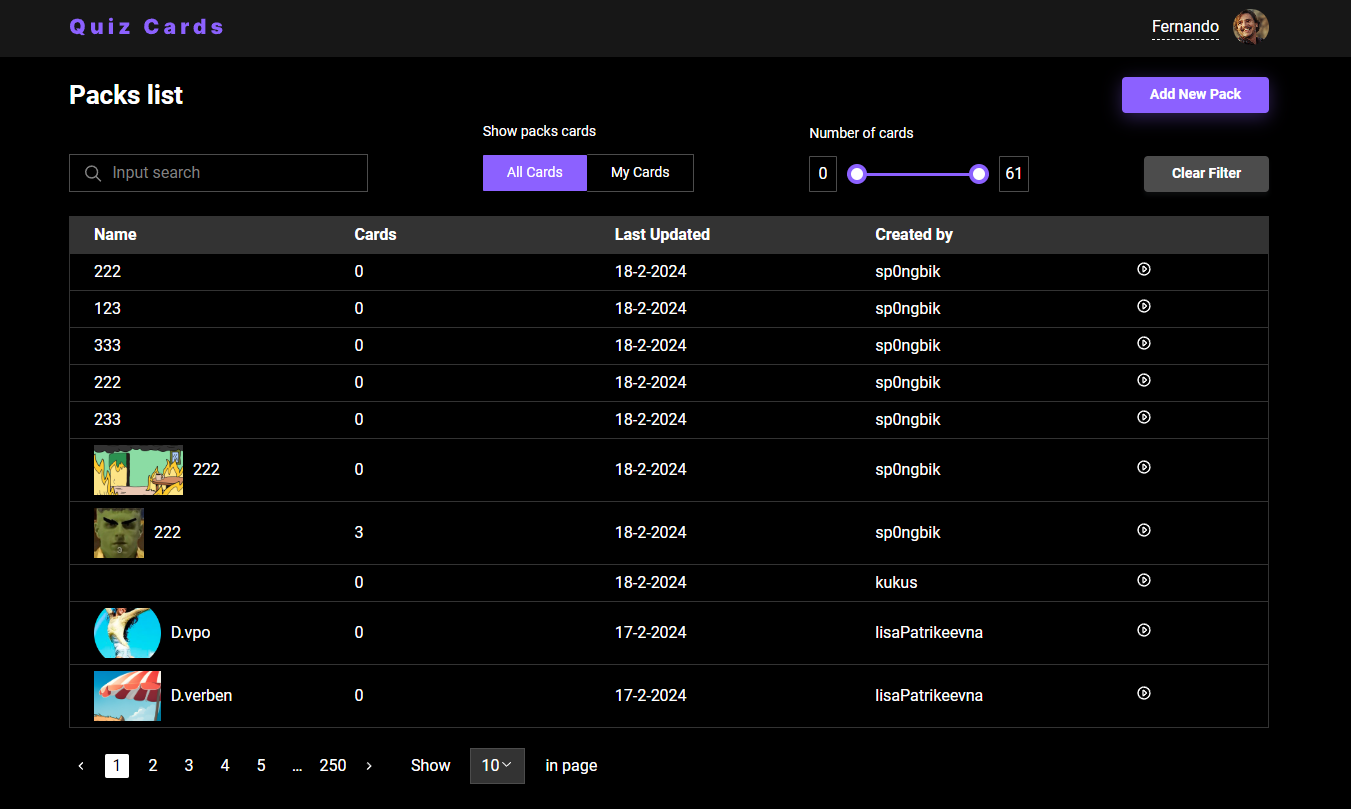 Quiz Cards
Fernando
Packs list
Add New Pack
Show packs cards
Number of cards
Input search
All Cards
My Cards
0
61
Clear Filter
Name Cards Last Updated Created by
222 0 18-2-2024 sp0ngbik
123 0 18-2-2024 sp0ngbik
333 0 18-2-2024 sp0ngbik
222 0 18-2-2024 sp0ngbik
233 0 18-2-2024 sp0ngbik
222 0 18-2-2024 sp0ngbik
222 3 18-2-2024 sp0ngbik
0 18-2-2024 kukus
D.vpo 0 17-2-2024 lisaPatrikeevna
D.verben 0 17-2-2024 lisaPatrikeevna
1 2 3 4 5 ... 250 Show 10 in page